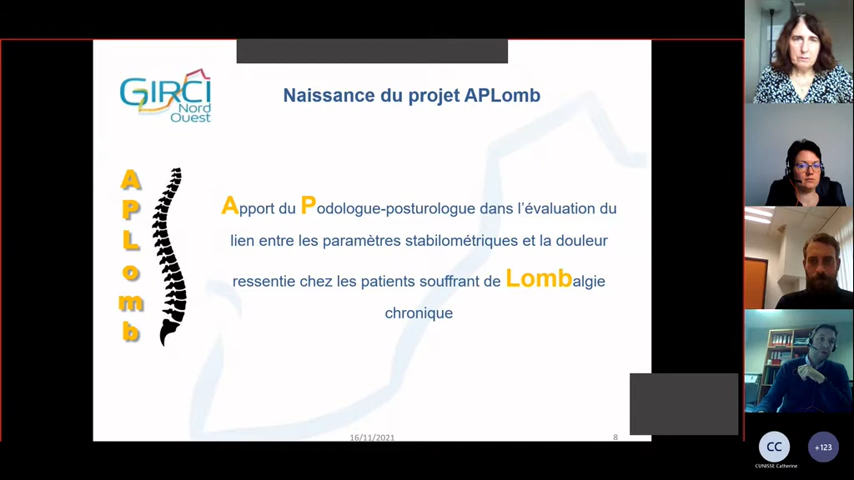 GIRCI
Nord
Ouest
Naissance du projet APLomb
A
P
L
o
m
b
Apport du Podologue-posturologue dans l'évaluation du
lien entre les paramètres stabilométriques et la douleur
ressentie chez les patients souffrant de Lombalgie
chronique
16/11/2021
8
CC
+123
CUNISSE Catherine